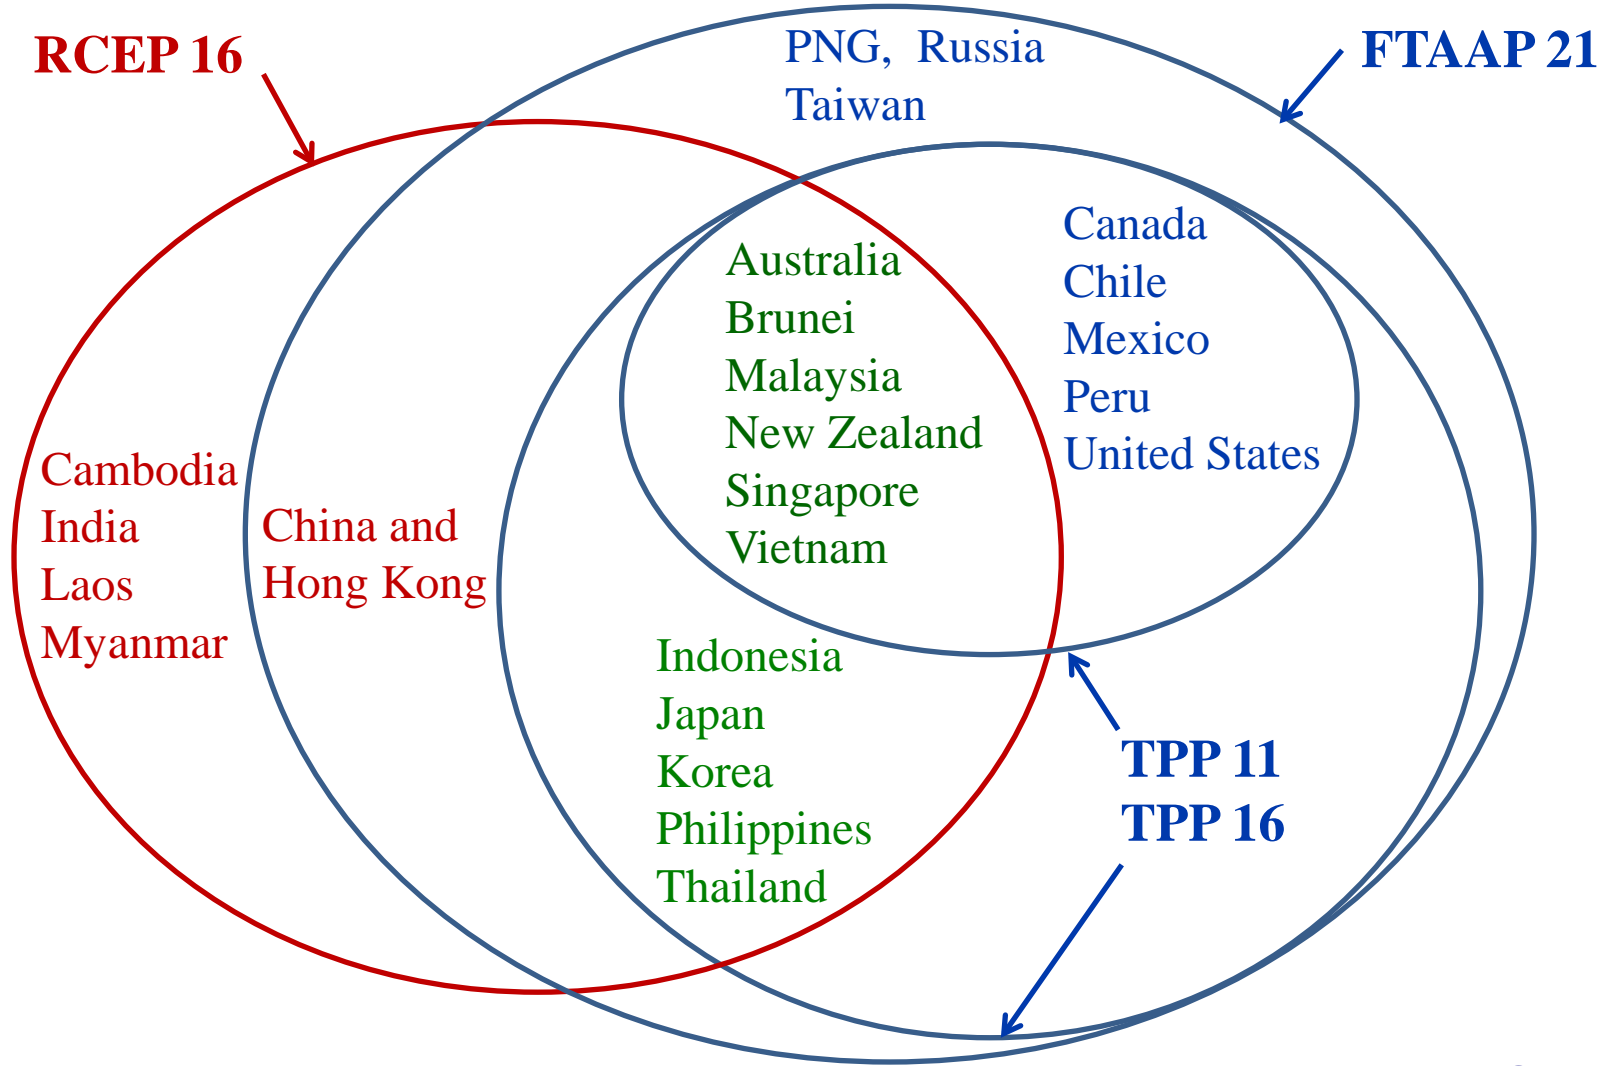 RCEP 16
PNG, Russia
Taiwan
FTAAP 21
Australia
Brunei
Malaysia
New Zealand
Singapore
Vietnam
Canada
Chile
Mexico
Peru
United States
Cambodia
India
Laos
Myanmar
China and
Hong Kong
Indonesia
Japan
Korea
Philippines
Thailand
TPP 11
TPP 16